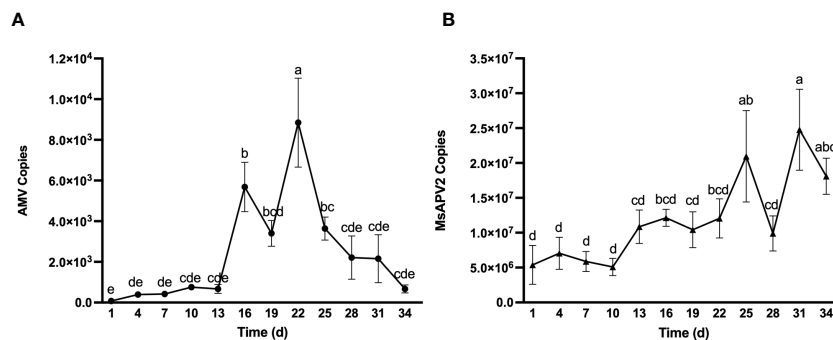 A
AMV Copies
1.2×10⁴
1.0×10⁴
8.0×10³
6.0×10³
4.0×10³
2.0×10³
0.0
e
de
de
cde
cde
b
bcd
a
bc
cde
cde
cde
1 4 7 10 13 16 19 22 25 28 31 34
Time (d)
B
MsAPV2 Copies
3.5×10⁷
3.0×10⁷
2.5×10⁷
2.0×10⁷
1.5×10⁷
1.0×10⁷
5.0×10⁶
0.0
d
d
d
d
cd
bcd
cd
bcd
ab
cd
a
abc
1 4 7 10 13 16 19 22 25 28 31 34
Time (d)